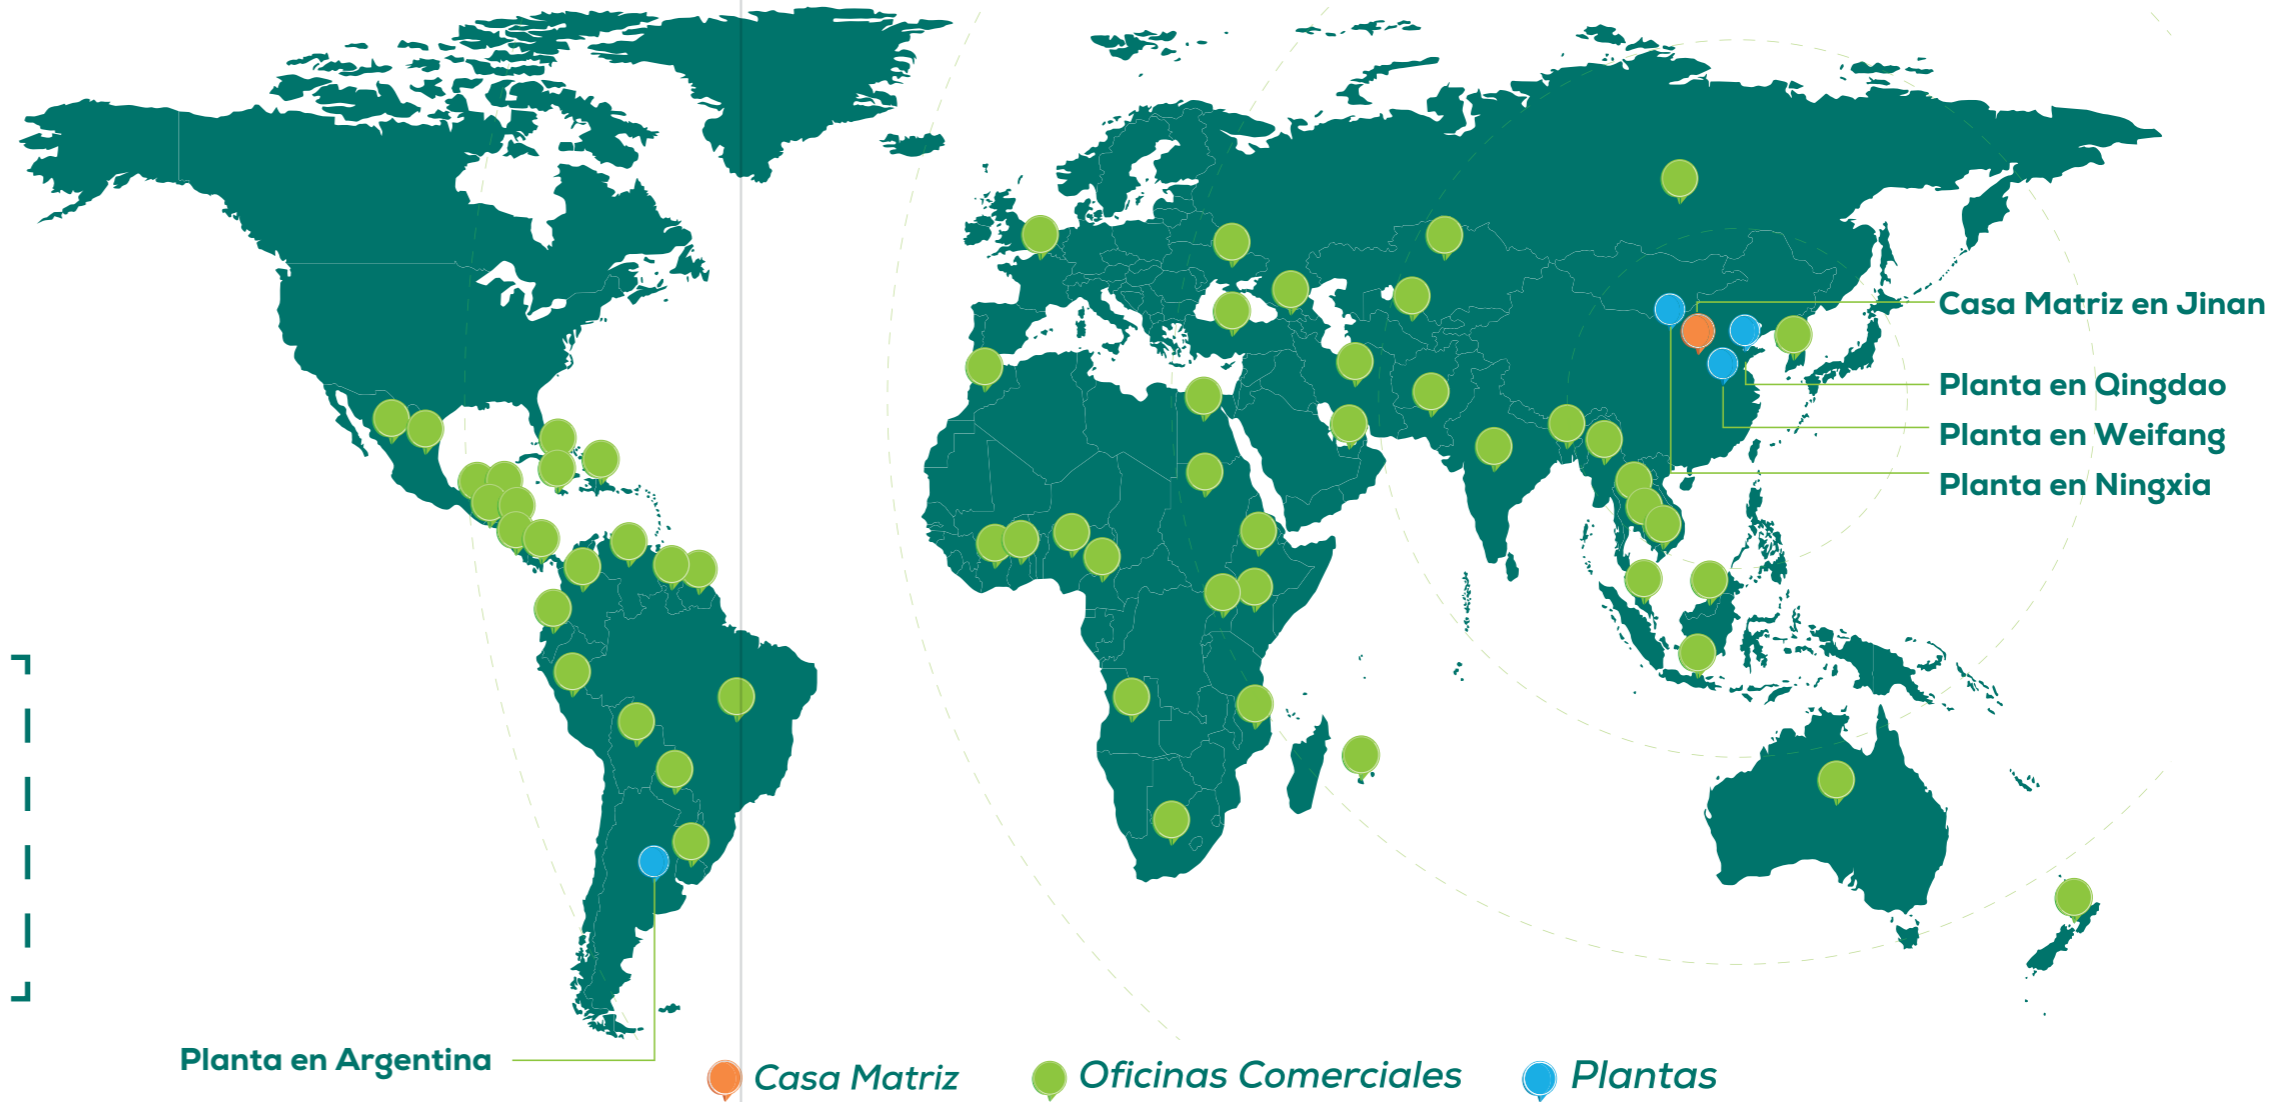 Casa Matriz en Jinan
Planta en Qingdao
Planta en Weifang
Planta en Ningxia
Planta en Argentina
Casa Matriz
Oficinas Comerciales
Plantas